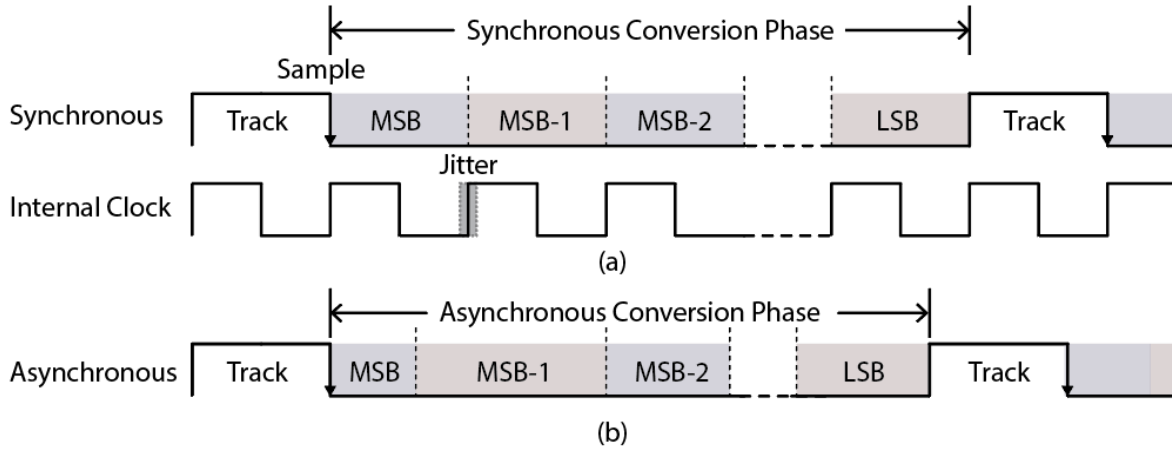 Synchronous Conversion Phase
Sample
Synchronous Track MSB MSB-1 MSB-2 LSB Track
Jitter
Internal Clock
(a)
Asynchronous Conversion Phase
Asynchronous Track MSB MSB-1 MSB-2 LSB Track
(b)